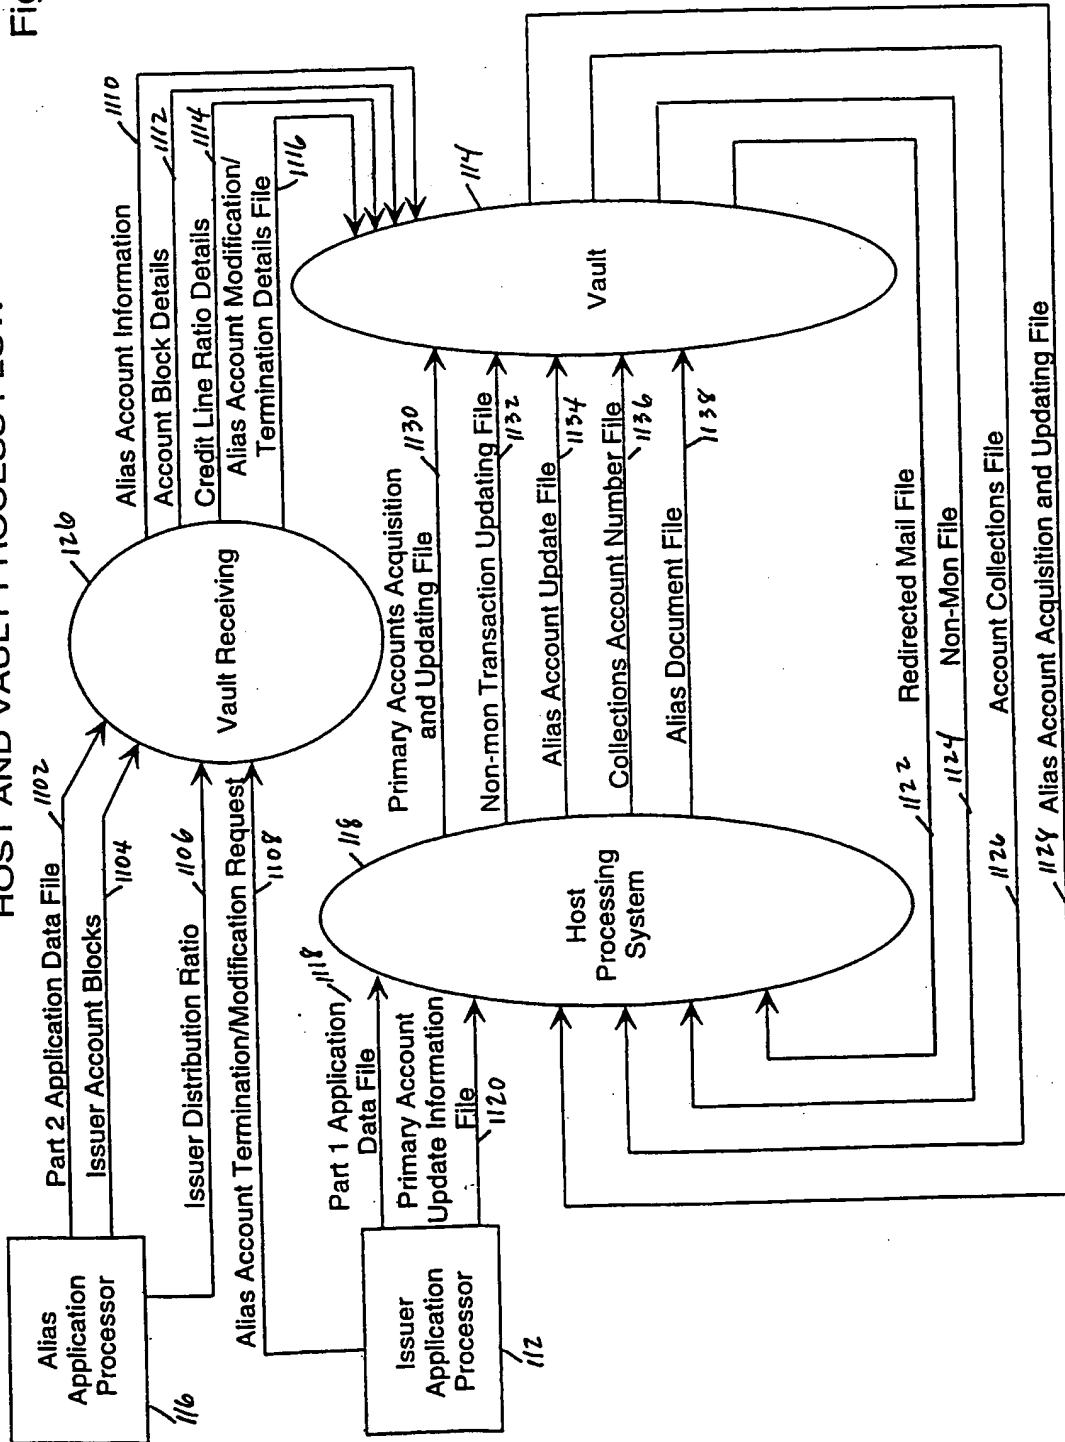 Fig
HOST AND VAULT PROCESS FLOW
Alias
Application
Processor
116
Part 2 Application Data File
1102
Issuer Account Blocks
1104
Issuer Distribution Ratio
1106
Alias Account Termination/Modification Request
1108
Vault Receiving
126
Alias Account Information
1110
Account Block Details
1112
Credit Line Ratio Details
1114
Alias Account Modification/
Termination Details File
1116
Issuer
Application
Processor
112
Part 1 Application
Data File
1118
Primary Account
Update Information
File
1120
Host
Processing
System
118
Primary Accounts Acquisition
and Updating File
1130
Non-mon Transaction Updating File
1132
Alias Account Update File
1134
Collections Account Number File
1136
Alias Document File
1138
Vault
114
1122
Redirected Mail File
1124
Non-Mon File
1126
Account Collections File
1128
Alias Account Acquisition and Updating File